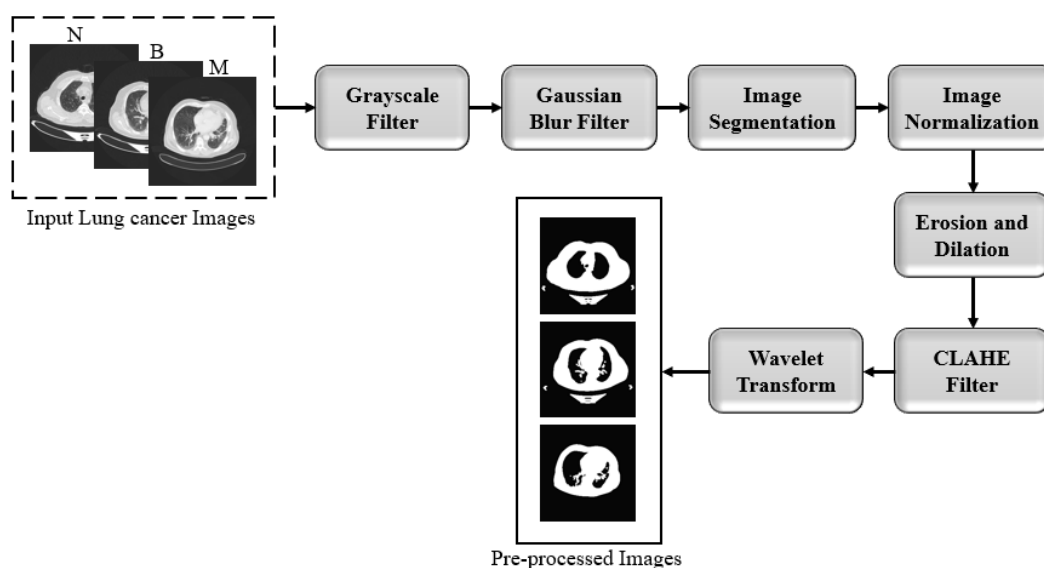 N
B
M
Input Lung cancer Images
Grayscale
Filter
Gaussian
Blur Filter
Image
Segmentation
Image
Normalization
Erosion and
Dilation
CLAHE
Filter
Wavelet
Transform
Pre-processed Images